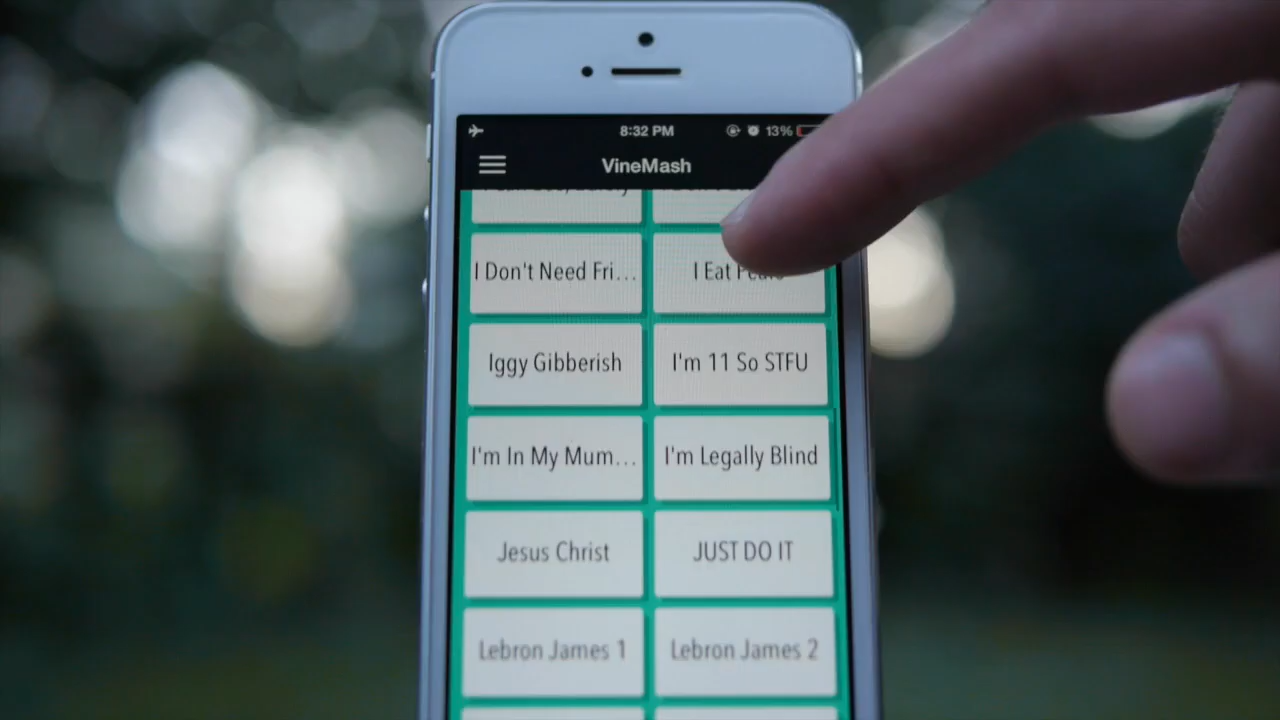 8:32 PM 13%
VineMash
I Don't Need Fri...
I Eat
Iggy Gibberish
I'm 11 So STFU
I'm In My Mum...
I'm Legally Blind
Jesus Christ
JUST DO IT
Lebron James 1
Lebron James 2